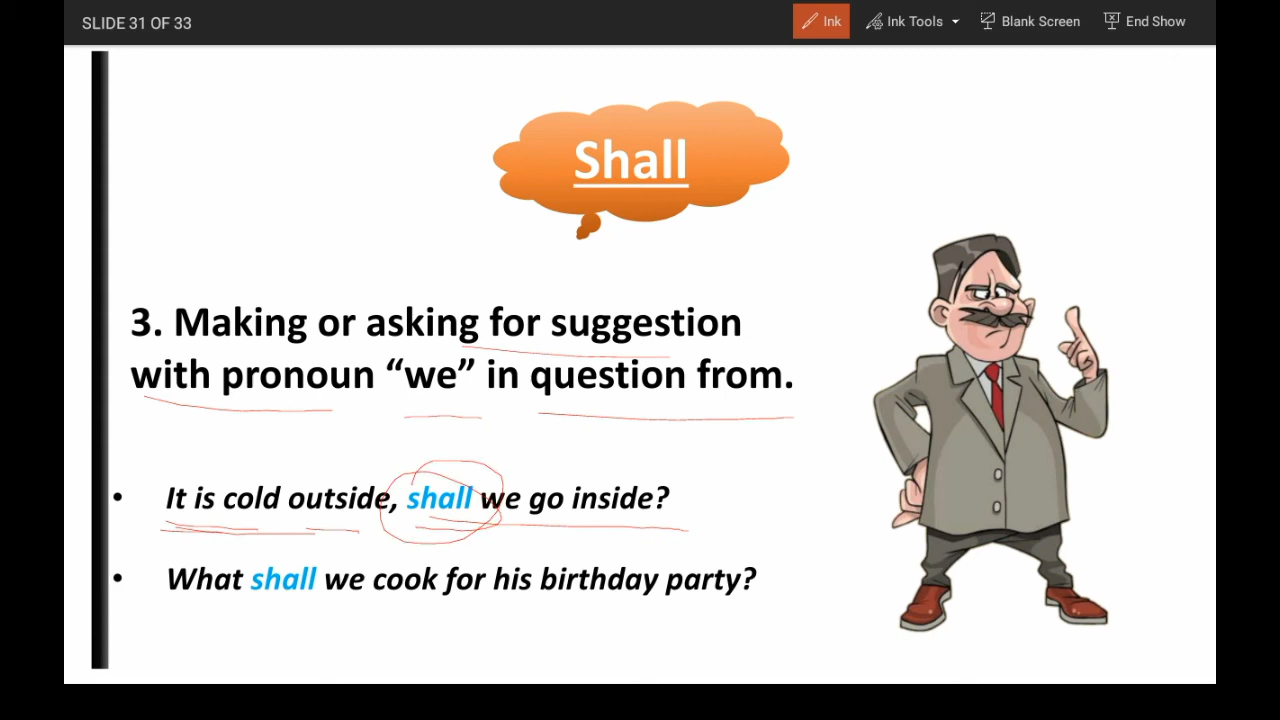 SLIDE 31 OF 33
Ink
Ink Tools
Blank Screen
End Show
Shall
3. Making or asking for suggestion
with pronoun “we” in question from.
• It is cold outside, shall we go inside?
• What shall we cook for his birthday party?